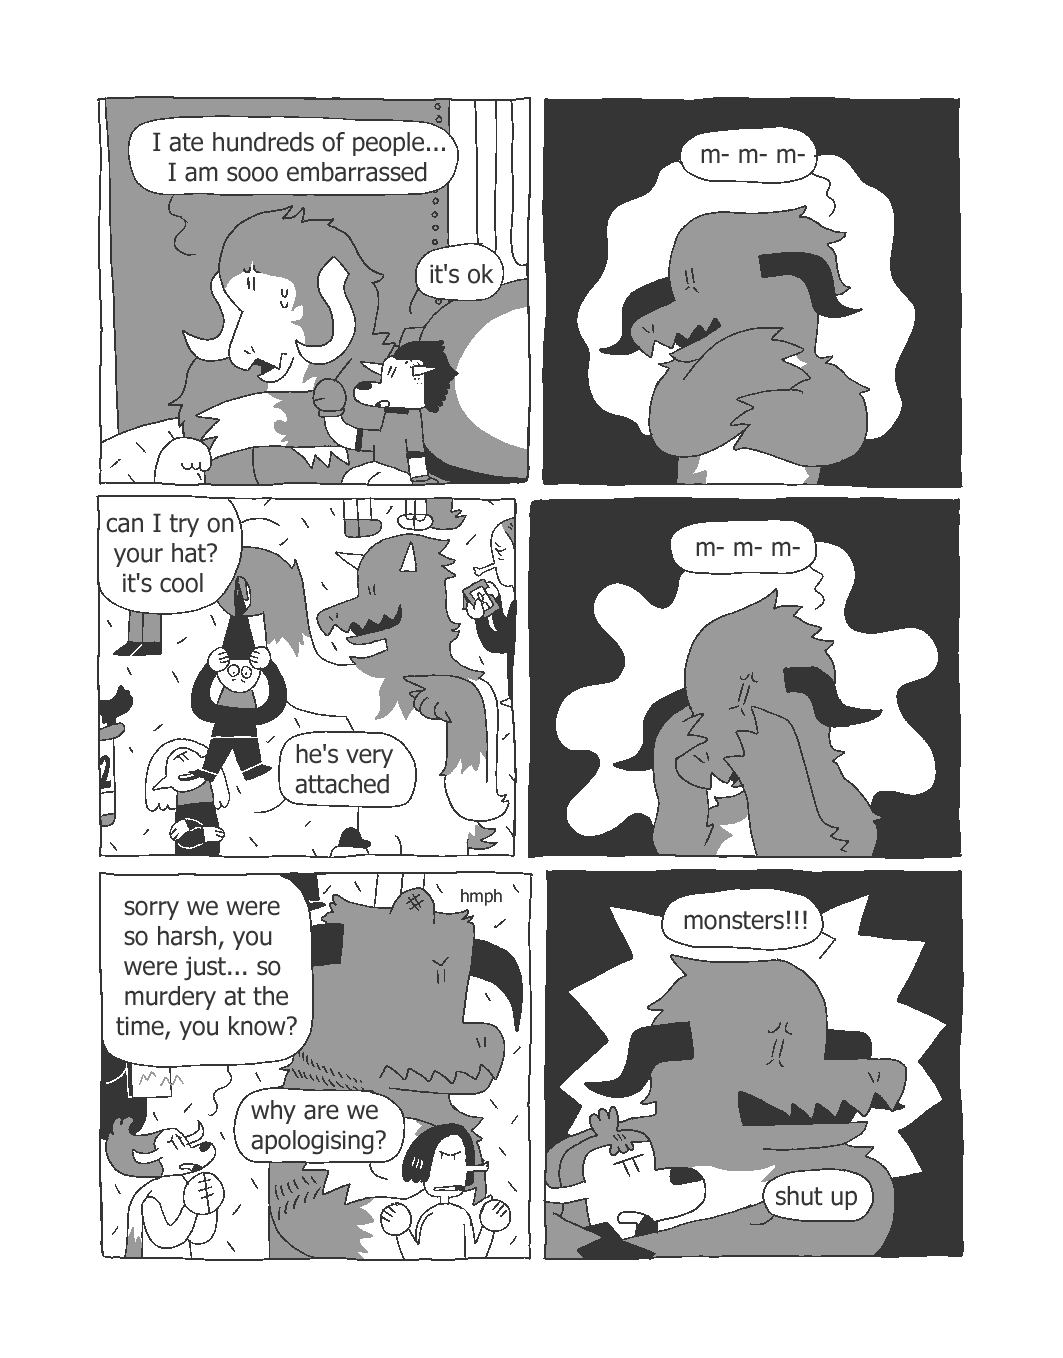 I ate hundreds of people...
I am sooo embarrassed
it's ok
m- m- m-
can I try on
your hat?
it's cool
he's very
attached
2
m- m- m-
sorry we were
so harsh, you
were just... so
murdery at the
time, you know?
hmph
why are we
apologising?
monsters!!!
shut up